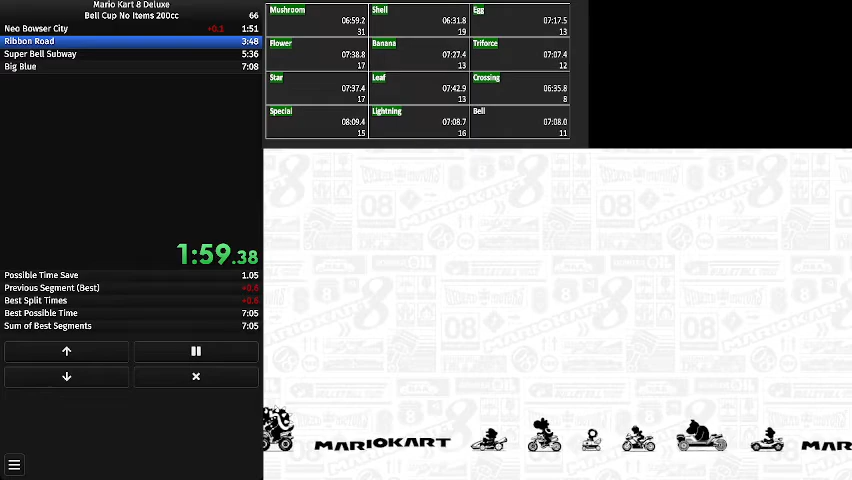 Mario Kart 8 Deluxe
Bell Cup No Items 200cc 66
Neo Bowser City +0.1 1:51
Ribbon Road 3:48
Super Bell Subway 5:36
Big Blue 7:08
1:59.38
Possible Time Save 1.05
Previous Segment (Best) +0.6
Best Split Times +0.6
Best Possible Time 7:05
Sum of Best Segments 7:05
Mushroom Shell Egg
06:59.2 06:31.8 07:17.5
31 19 13
Flower Banana Triforce
07:38.8 07:27.4 07:07.4
17 13 12
Star Leaf Crossing
07:37.4 07:42.9 06:35.8
17 13 8
Special Lightning Bell
08:09.4 07:08.7 07:08.0
15 16 11
MARIOKART
MARIO